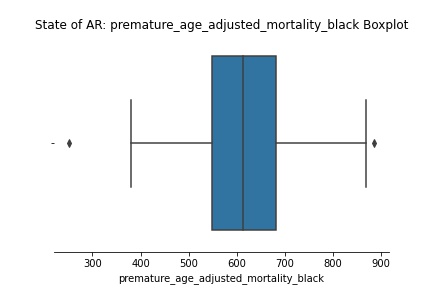 State of AR: premature_age_adjusted_mortality_black Boxplot
300 400 500 600 700 800 900
premature_age_adjusted_mortality_black